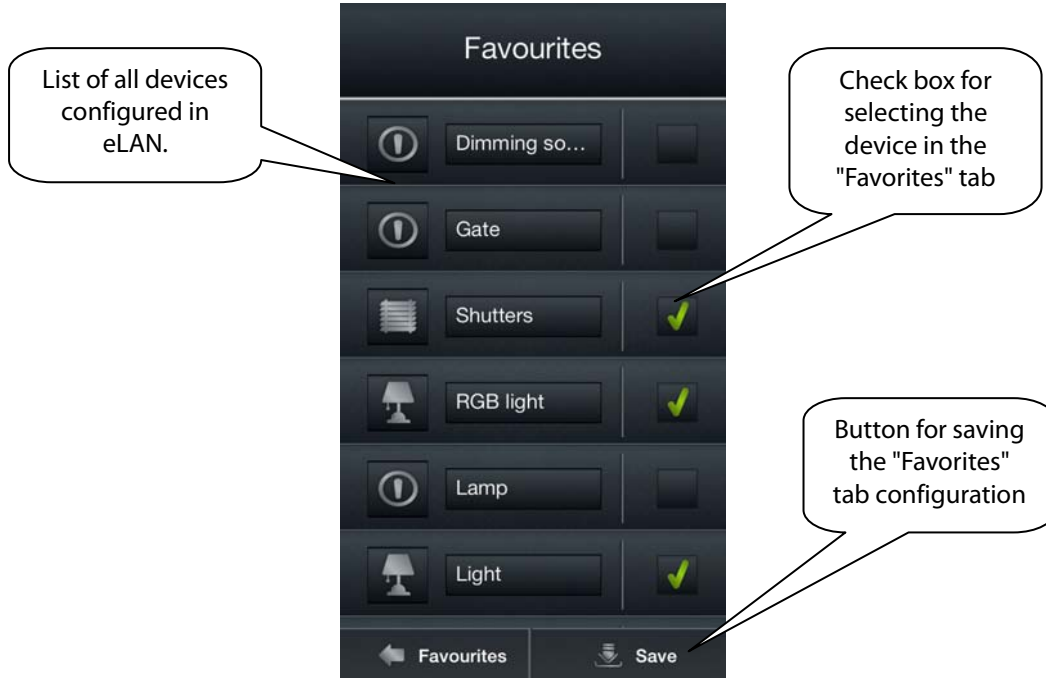 Favourites
List of all devices
configured in
eLAN.
Check box for
selecting the
device in the
"Favorites" tab
Dimming so...
Gate
Shutters
RGB light
Lamp
Light
Button for saving
the "Favorites"
tab configuration
Favourites
Save